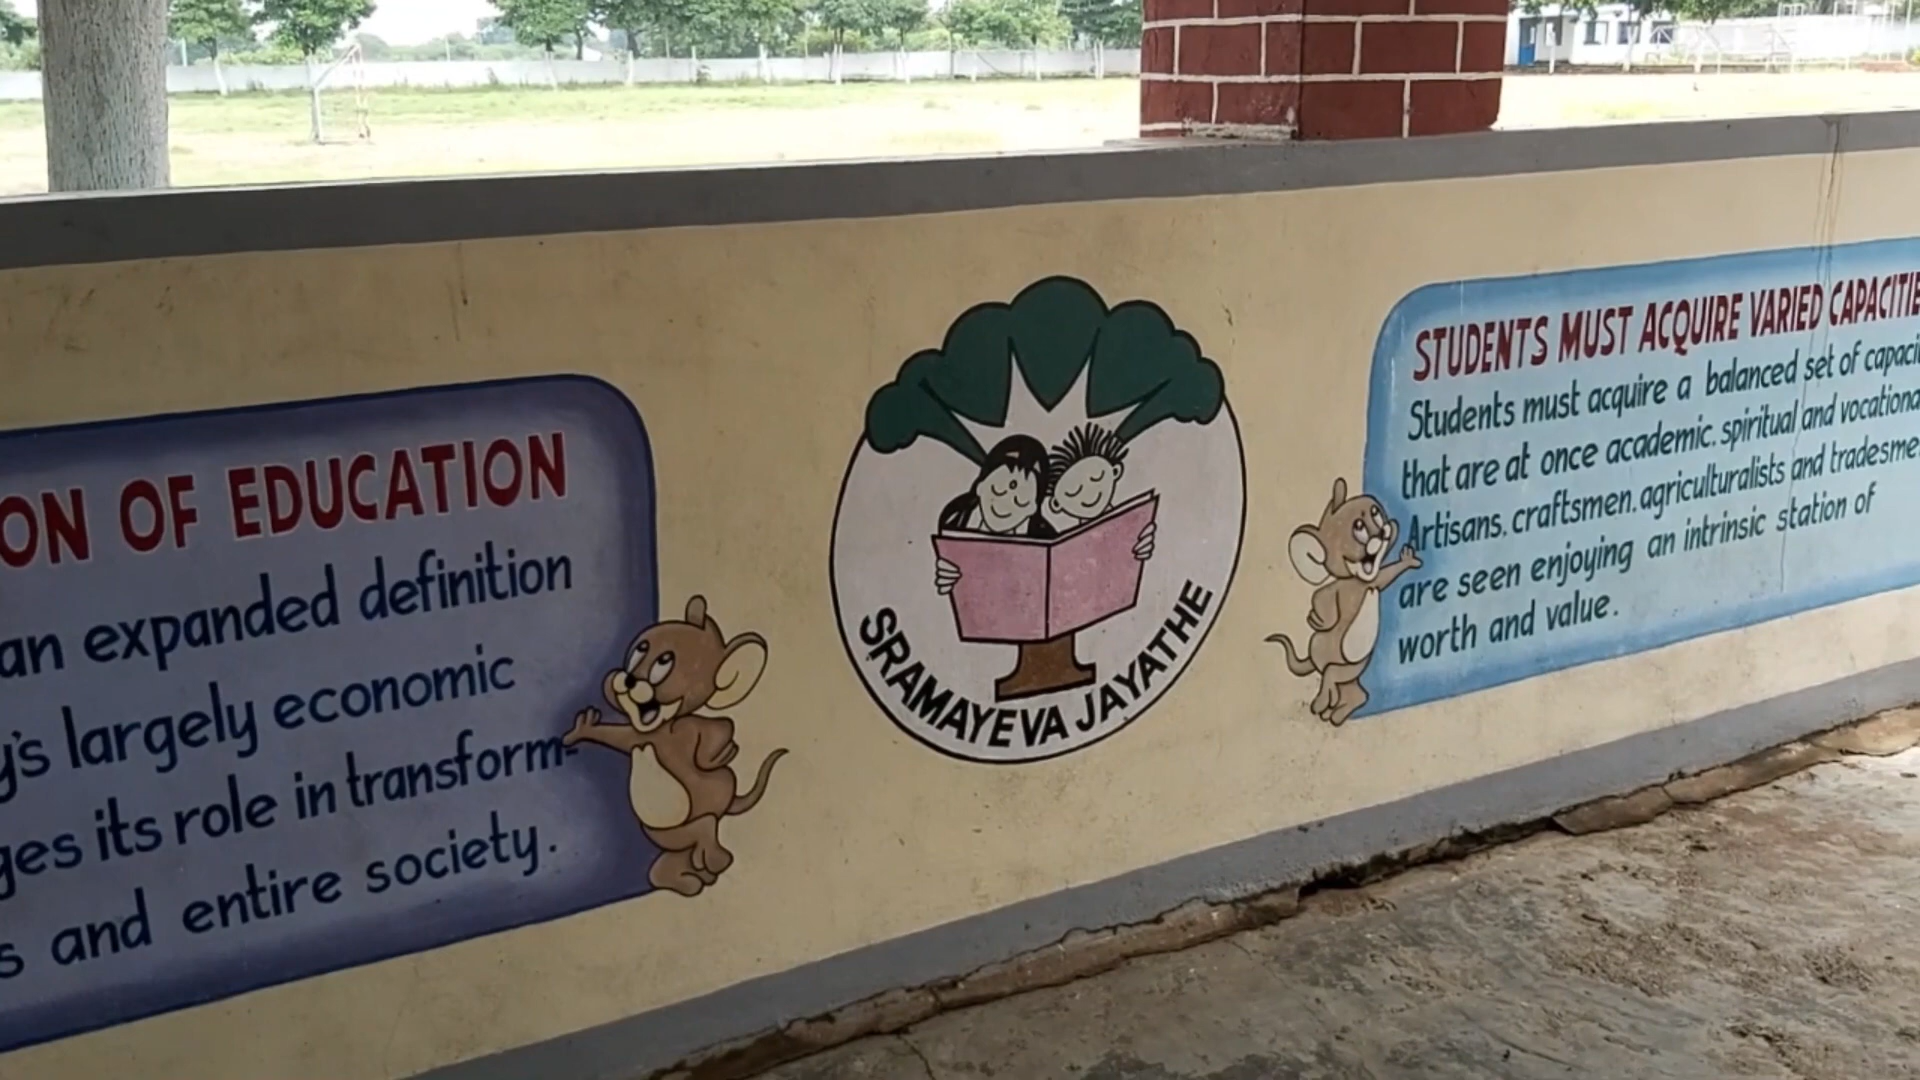 ON OF EDUCATION
an expanded definition
y's largely economic
ges its role in transform-
s and entire society.
SRAMAYEVA JAYATHE
STUDENTS MUST ACQUIRE VARIED CAPACITIE
Students must acquire a balanced set of capaci
that are at once academic, spiritual and vocationa
Artisans, craftsmen, agriculturalists and tradesme
are seen enjoying an intrinsic station of
worth and value.